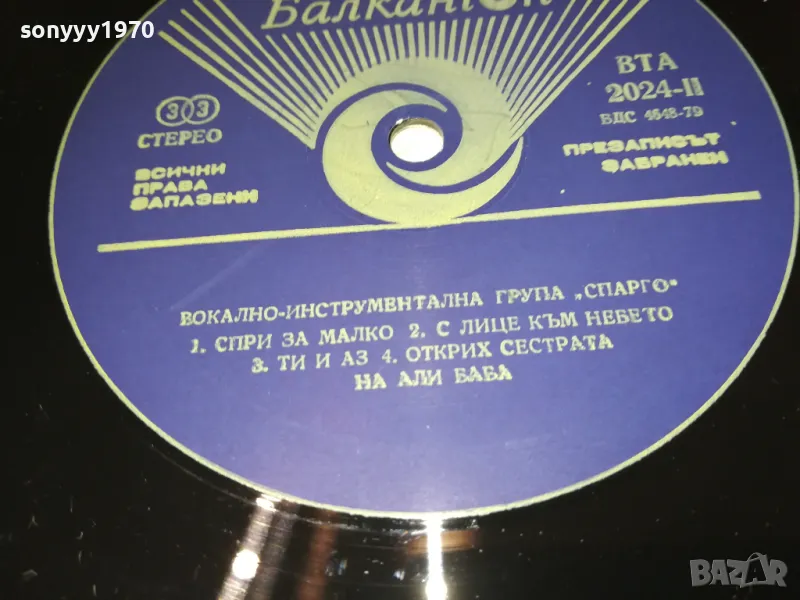 sonyyy1970
Балкантон
33
СТЕРЕО
ВСИЧНИ
ПРАВА
ЗАПАЗЕНИ
ВТА
2024-II
БДС 4648-79
ПРЕЗАПИСЪТ
ЗАБРАНЕН
ВОКАЛНО-ИНСТРУМЕНТАЛНА ГРУПА „СПАРГО"
1. СПРИ ЗА МАЛКО 2. С ЛИЦЕ КЪМ НЕБЕТО
3. ТИ И АЗ 4. ОТКРИХ СЕСТРАТА
НА АЛИ БАБА
BAZAR